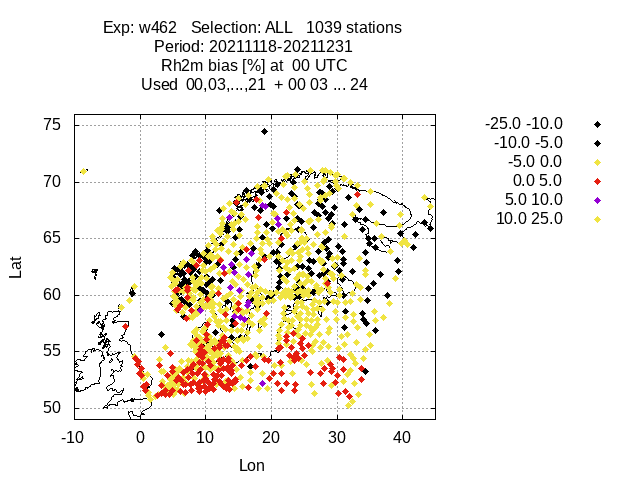 Exp: w462   Selection: ALL   1039 stations
Period: 20211118-20211231
Rh2m bias [%] at  00 UTC
Used  00,03,...,21  + 00 03 ... 24
75
70
65
60
55
50
Lat
-10 0 10 20 30 40
Lon
-25.0 -10.0
-10.0 -5.0
-5.0 0.0
0.0 5.0
5.0 10.0
10.0 25.0